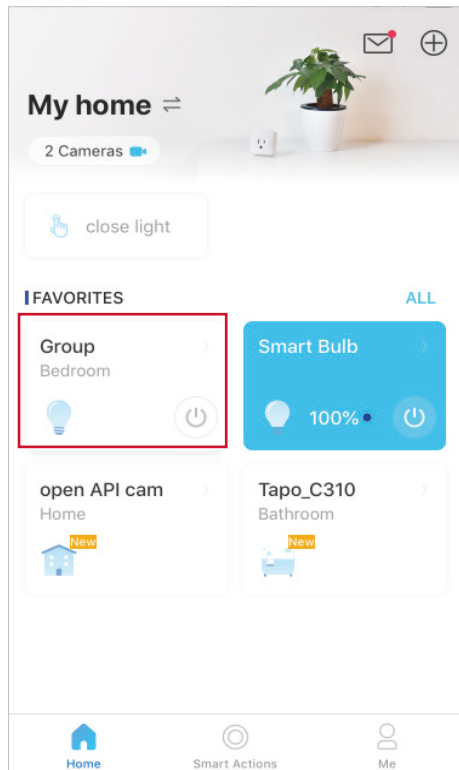 My home
2 Cameras
close light
FAVORITES
ALL
Group
Bedroom
Smart Bulb
100%
open API cam
Home
New
Tapo_C310
Bathroom
New
Home
Smart Actions
Me